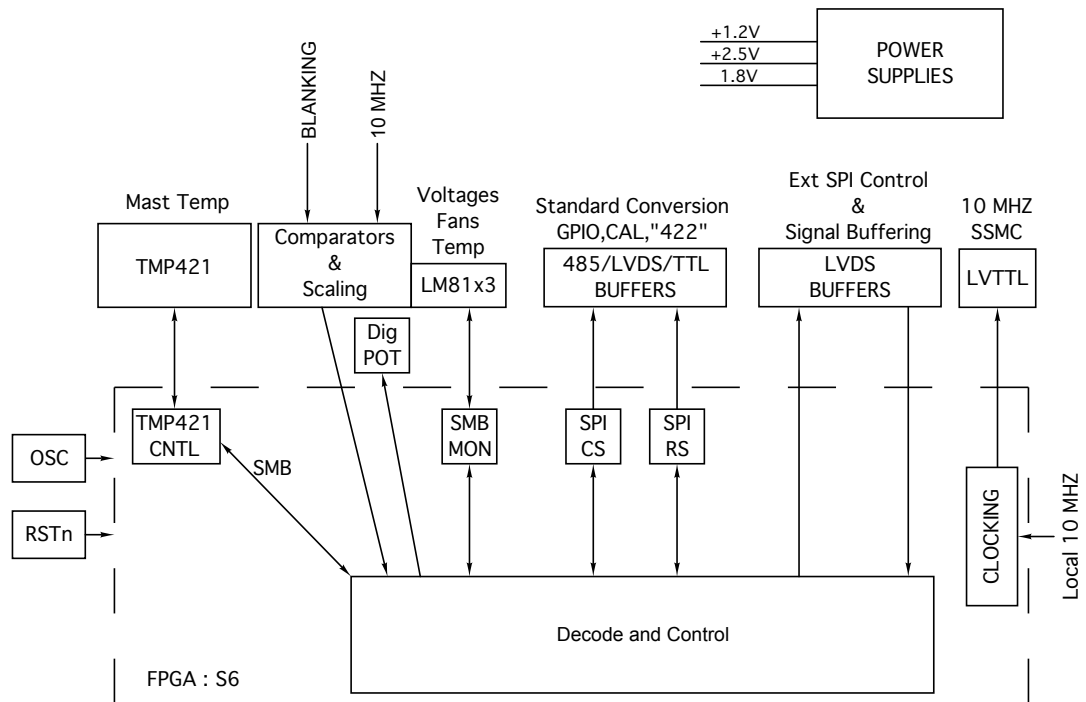 +1.2V
+2.5V
1.8V
POWER
SUPPLIES
BLANKING
10 MHZ
Mast Temp
TMP421
Comparators
&
Scaling
Voltages
Fans
Temp
LM81x3
Dig
POT
Standard Conversion
GPIO,CAL,"422"
485/LVDS/TTL
BUFFERS
Ext SPI Control
&
Signal Buffering
LVDS
BUFFERS
10 MHZ
SSMC
LVTTL
OSC
RSTn
TMP421
CNTL
SMB
SMB
MON
SPI
CS
SPI
RS
CLOCKING
Local 10 MHZ
Decode and Control
FPGA : S6